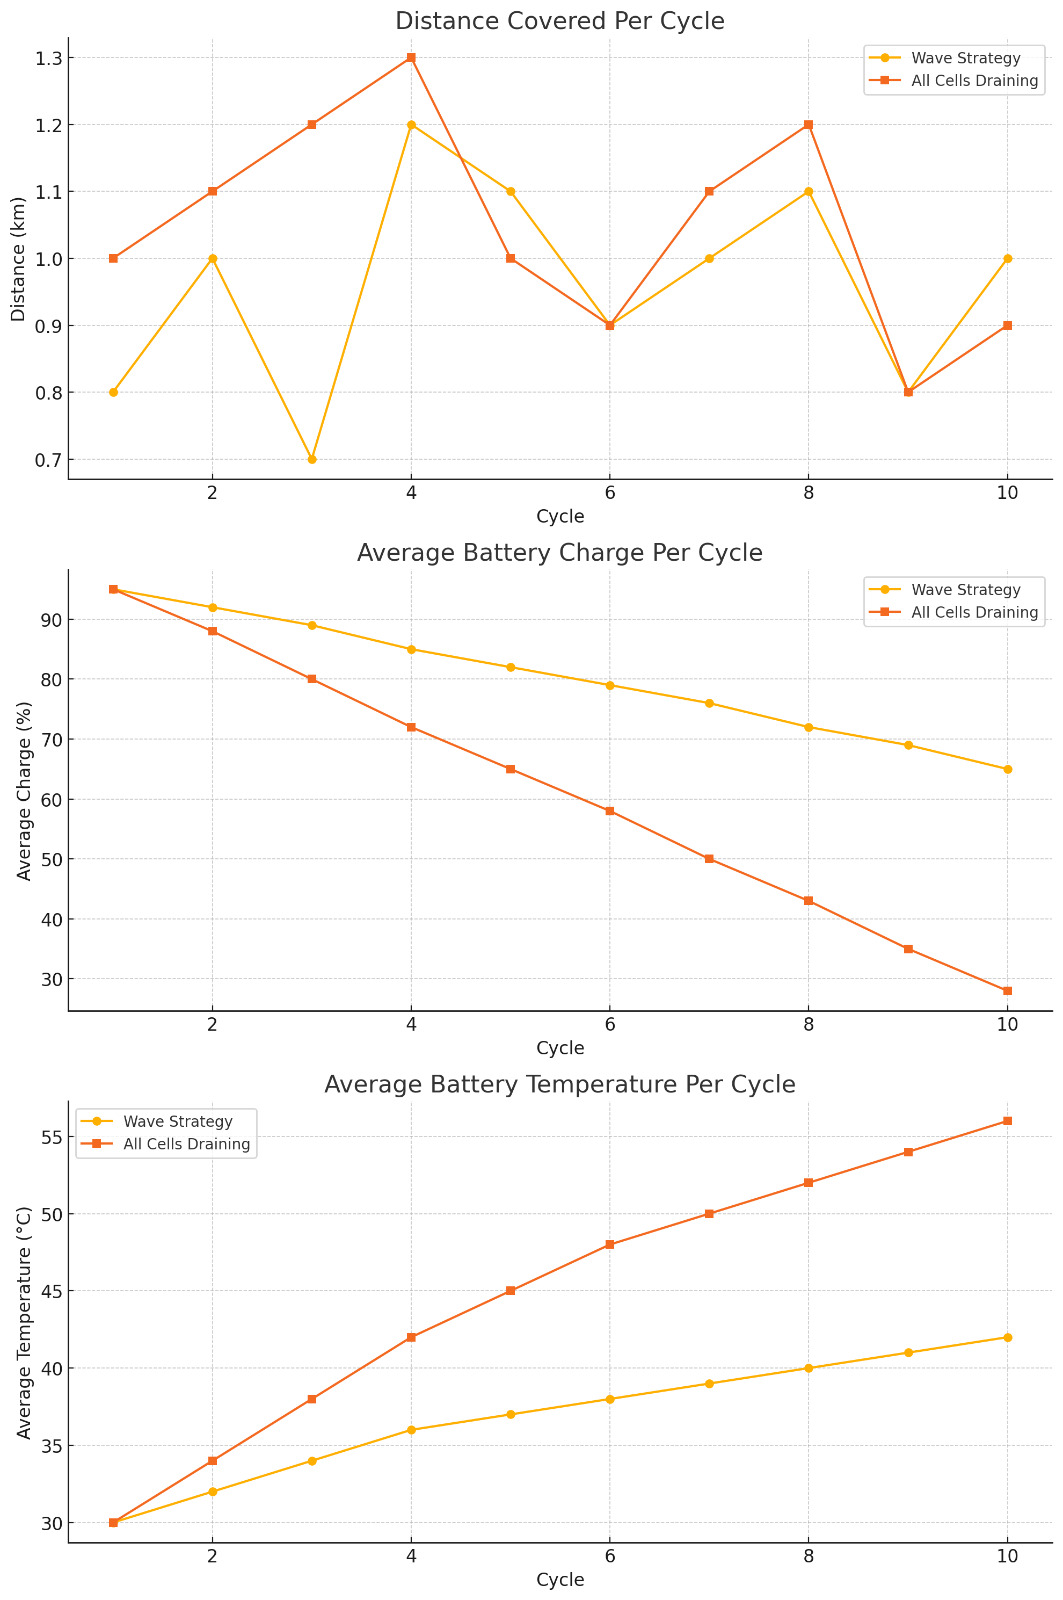 Distance Covered Per Cycle
Wave Strategy
All Cells Draining
1.3
1.2
1.1
1.0
0.9
0.8
0.7
Distance (km)
2 4 6 8 10
Cycle
Average Battery Charge Per Cycle
Wave Strategy
All Cells Draining
90
80
70
60
50
40
30
Average Charge (%)
2 4 6 8 10
Cycle
Average Battery Temperature Per Cycle
Wave Strategy
All Cells Draining
55
50
45
40
35
30
Average Temperature (°C)
2 4 6 8 10
Cycle